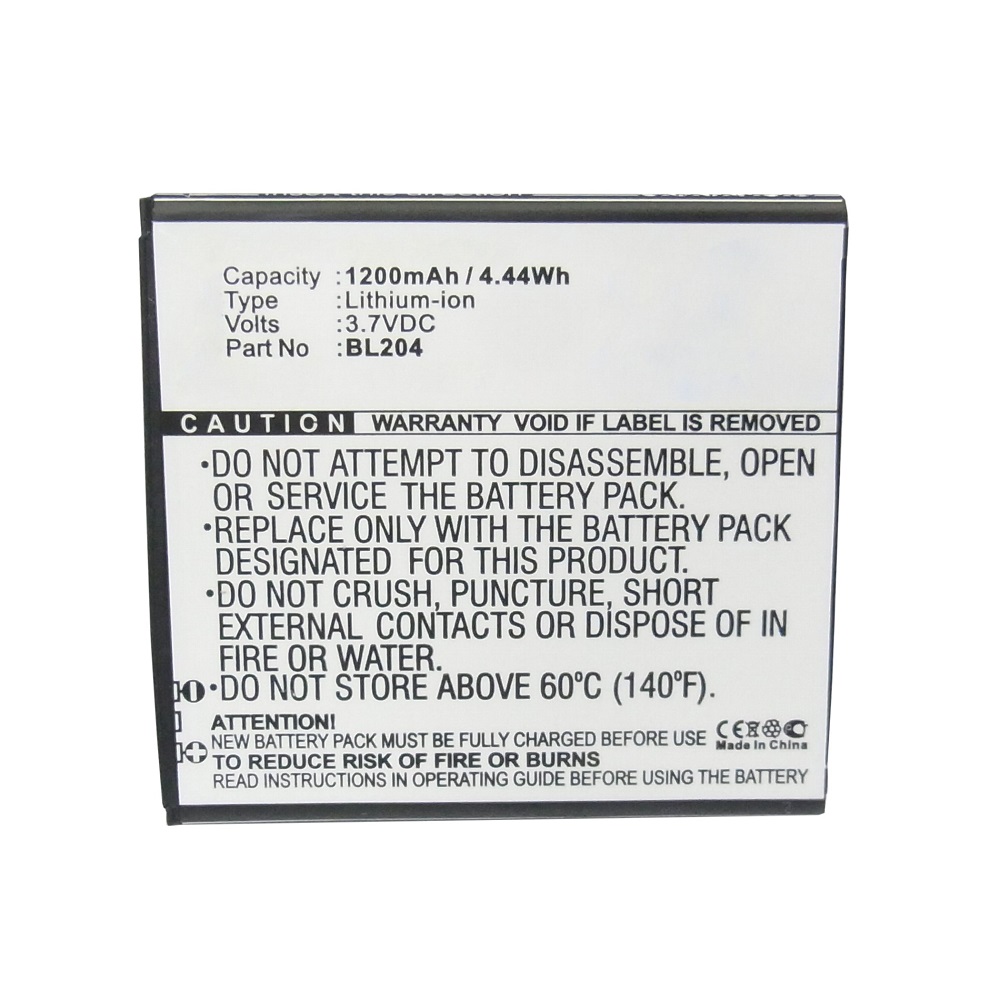 Capacity :1200mAh / 4.44Wh
Type :Lithium-ion
Volts :3.7VDC
Part No :BL204
CAUTION WARRANTY VOID IF LABEL IS REMOVED
•DO NOT ATTEMPT TO DISASSEMBLE, OPEN
OR SERVICE THE BATTERY PACK.
•REPLACE ONLY WITH THE BATTERY PACK
DESIGNATED FOR THIS PRODUCT.
•DO NOT CRUSH, PUNCTURE, SHORT
EXTERNAL CONTACTS OR DISPOSE OF IN
FIRE OR WATER.
•DO NOT STORE ABOVE 60°C (140°F).
ATTENTION!
NEW BATTERY PACK MUST BE FULLY CHARGED BEFORE USE
TO REDUCE RISK OF FIRE OR BURNS
READ INSTRUCTIONS IN OPERATING GUIDE BEFORE USING THE BATTERY
CE
Made In China